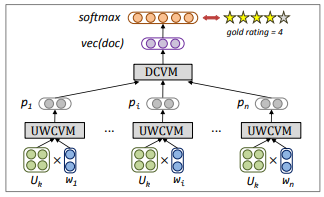 softmax
gold rating = 4
vec(doc)
DCVM
p1 pi pn
UWCVM ... UWCVM ... UWCVM
Uk × w1 Uk × wi Uk × wn